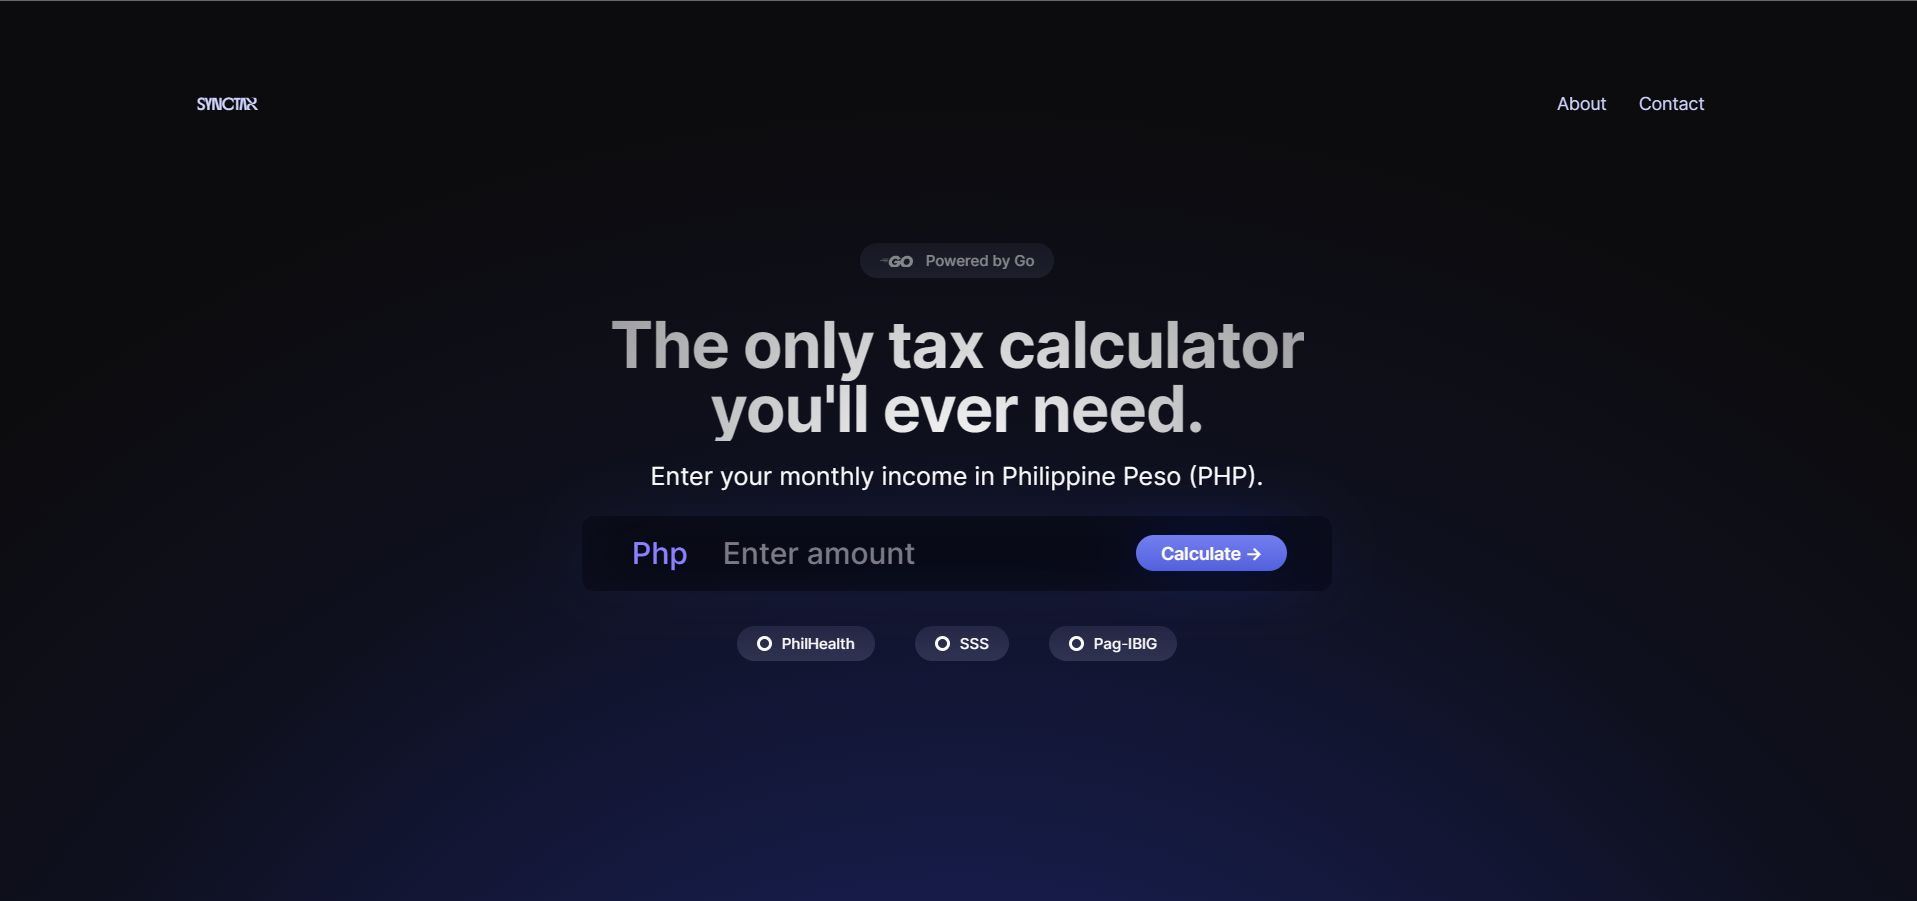 SYNCTAX
About
Contact
GO Powered by Go
The only tax calculator
you'll ever need.
Enter your monthly income in Philippine Peso (PHP).
Php
Enter amount
Calculate →
PhilHealth
SSS
Pag-IBIG